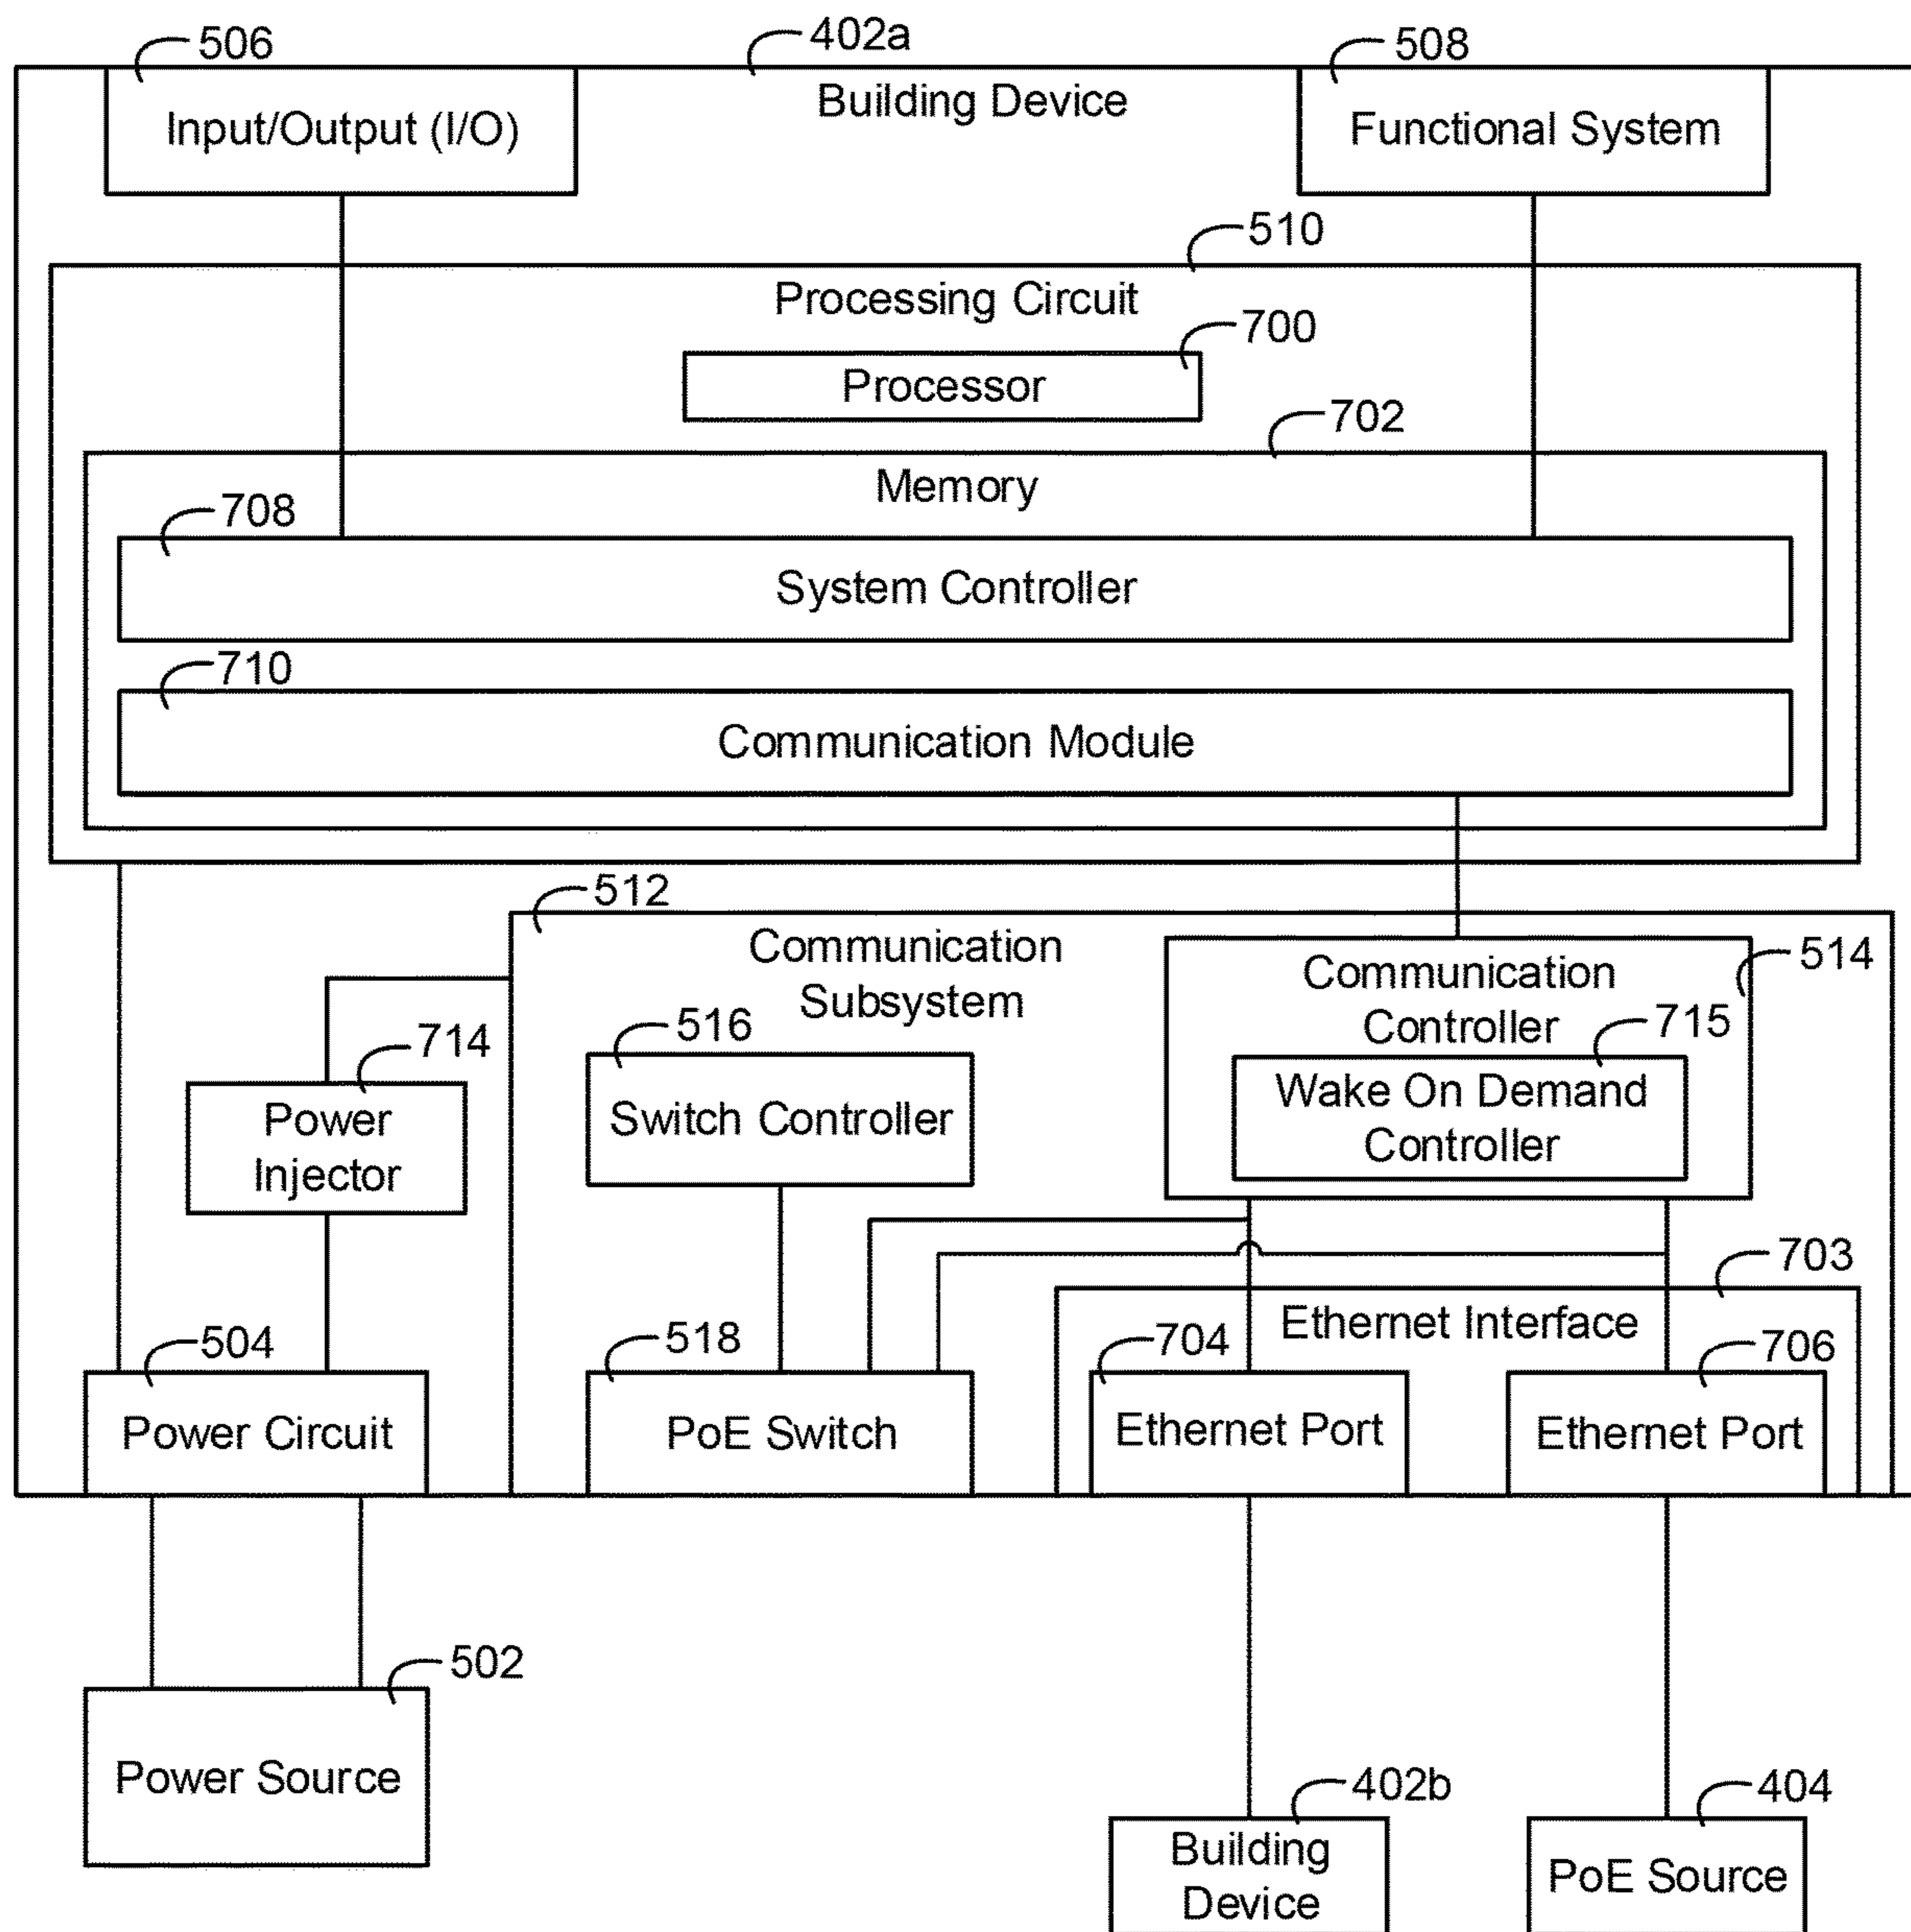 506
402a
508
Building Device
Input/Output (I/O)
Functional System
510
Processing Circuit
700
Processor
702
Memory
708
System Controller
710
Communication Module
512
Communication
Subsystem
514
Communication
Controller
516
715
714
Switch Controller
Wake On Demand
Controller
Power
Injector
703
Ethernet Interface
504
518
704
706
Power Circuit
PoE Switch
Ethernet Port
Ethernet Port
502
Power Source
402b
404
Building
Device
PoE Source